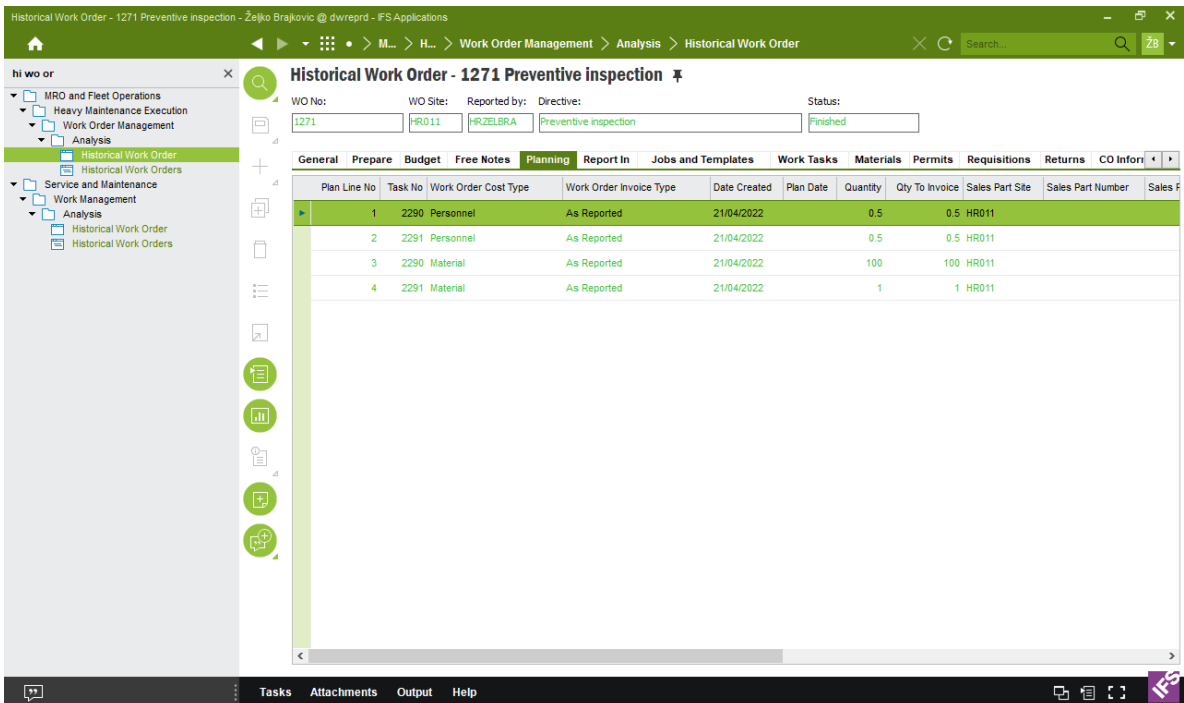 Historical Work Order - 1271 Preventive inspection - Željko Brajkovic @ dwreprd - IFS Applications
M... > H... > Work Order Management > Analysis > Historical Work Order
Search...
ŽB
hi wo or
MRO and Fleet Operations
Heavy Maintenance Execution
Work Order Management
Analysis
Historical Work Order
Historical Work Orders
Service and Maintenance
Work Management
Analysis
Historical Work Order
Historical Work Orders
Historical Work Order - 1271 Preventive inspection
WO No: WO Site: Reported by: Directive: Status:
1271 HR011 HRZELBRA Preventive inspection Finished
General Prepare Budget Free Notes Planning Report In Jobs and Templates Work Tasks Materials Permits Requisitions Returns CO Inforr
Plan Line No Task No Work Order Cost Type Work Order Invoice Type Date Created Plan Date Quantity Qty To Invoice Sales Part Site Sales Part Number Sales P
1 2290 Personnel As Reported 21/04/2022 0.5 0.5 HR011
2 2291 Personnel As Reported 21/04/2022 0.5 0.5 HR011
3 2290 Material As Reported 21/04/2022 100 100 HR011
4 2291 Material As Reported 21/04/2022 1 1 HR011
Tasks Attachments Output Help
IFS